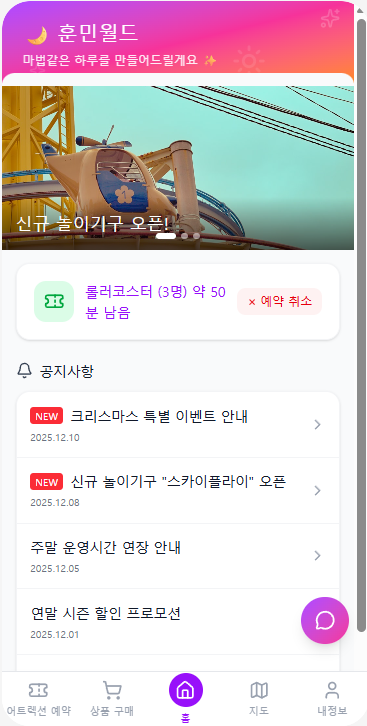 🌙 훈민월드
마법같은 하루를 만들어드릴게요 ✨
신규 놀이기구 오픈!
롤러코스터 (3명) 약 50
분 남음
× 예약 취소
공지사항
NEW 크리스마스 특별 이벤트 안내
2025.12.10
NEW 신규 놀이기구 "스카이플라이" 오픈
2025.12.08
주말 운영시간 연장 안내
2025.12.05
연말 시즌 할인 프로모션
2025.12.01
어트랙션 예약
상품 구매
홈
지도
내정보